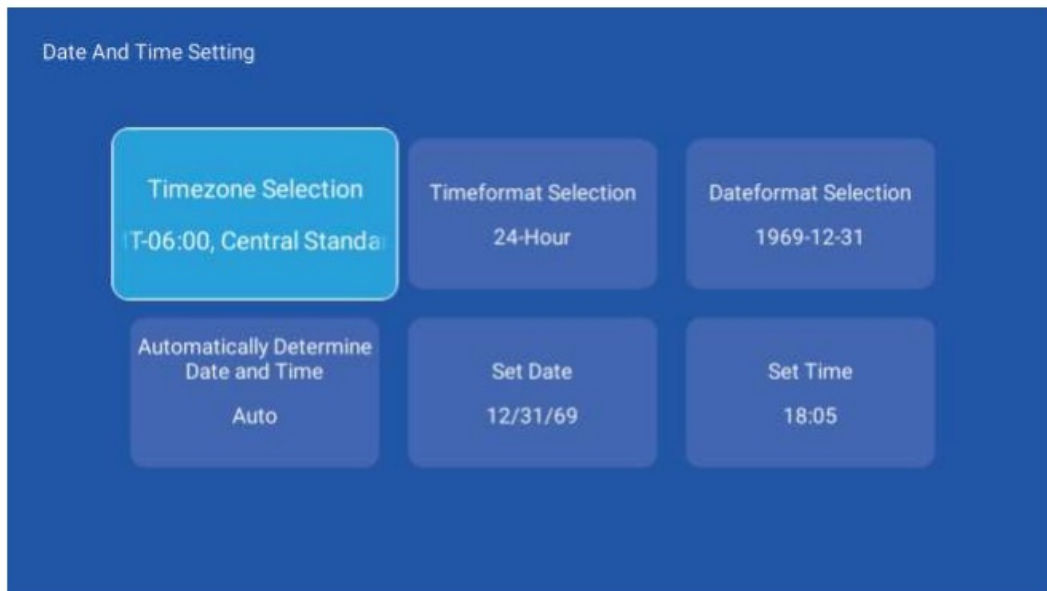 Date And Time Setting
Timezone Selection
T-06:00, Central Standa
Timeformat Selection
24-Hour
Dateformat Selection
1969-12-31
Automatically Determine
Date and Time
Auto
Set Date
12/31/69
Set Time
18:05